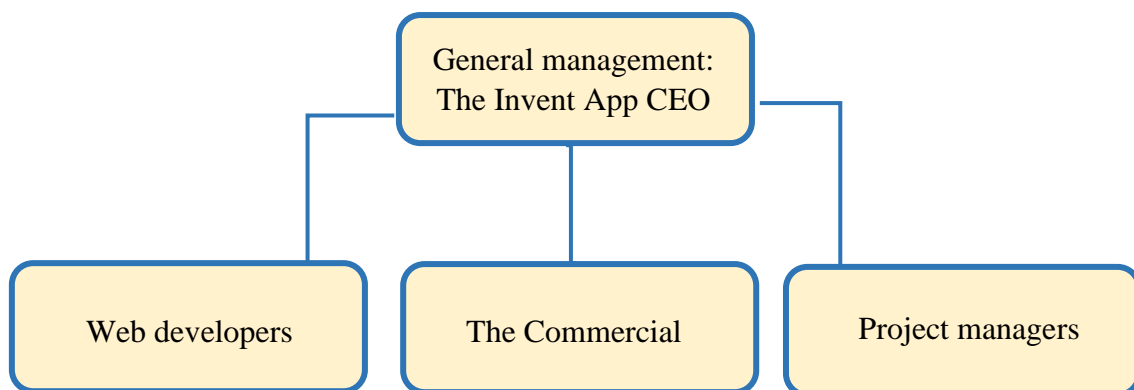 General management:
The Invent App CEO
Web developers
The Commercial
Project managers